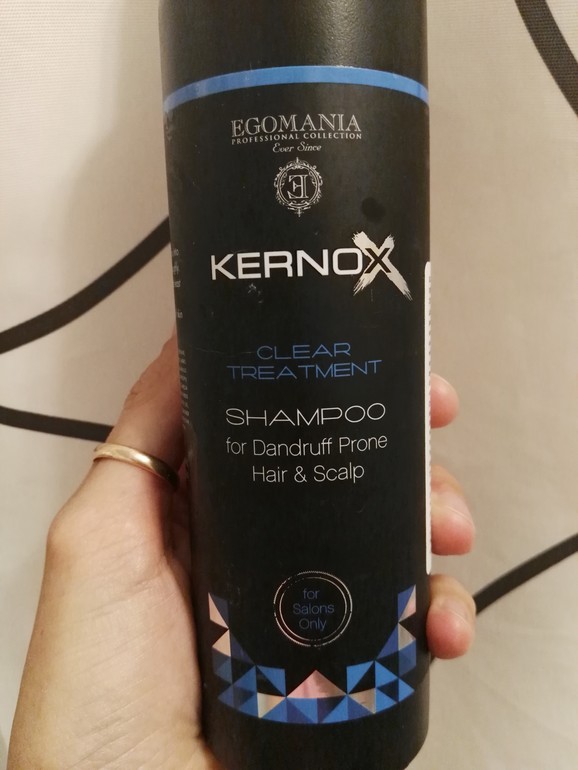 EGOMANIA
PROFESSIONAL COLLECTION
Ever Since
KERNOX
CLEAR
TREATMENT
SHAMPOO
for Dandruff Prone
Hair & Scalp
for
Salons
Only